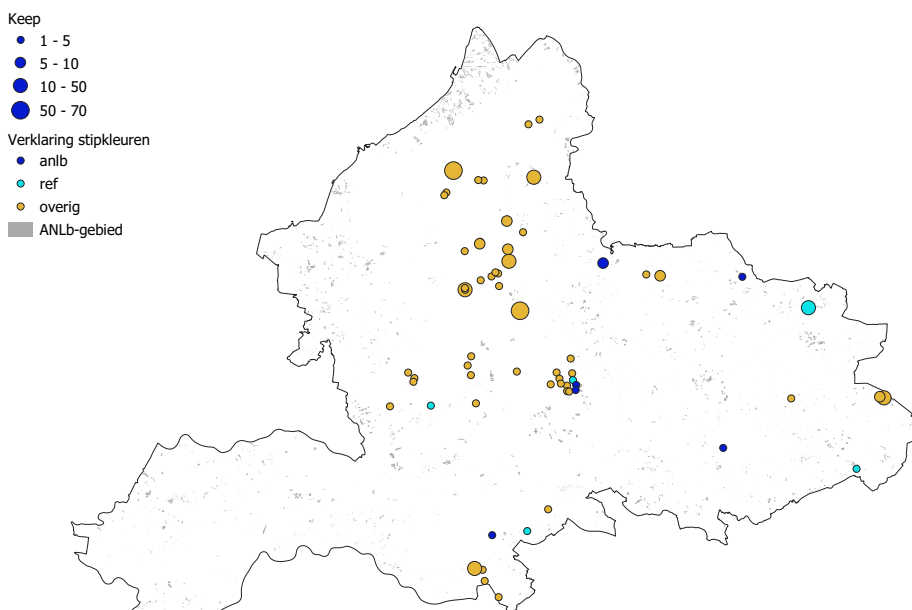 Keep
1 - 5
5 - 10
10 - 50
50 - 70
Verklaring stipkleuren
anlb
ref
overig
ANLb-gebied